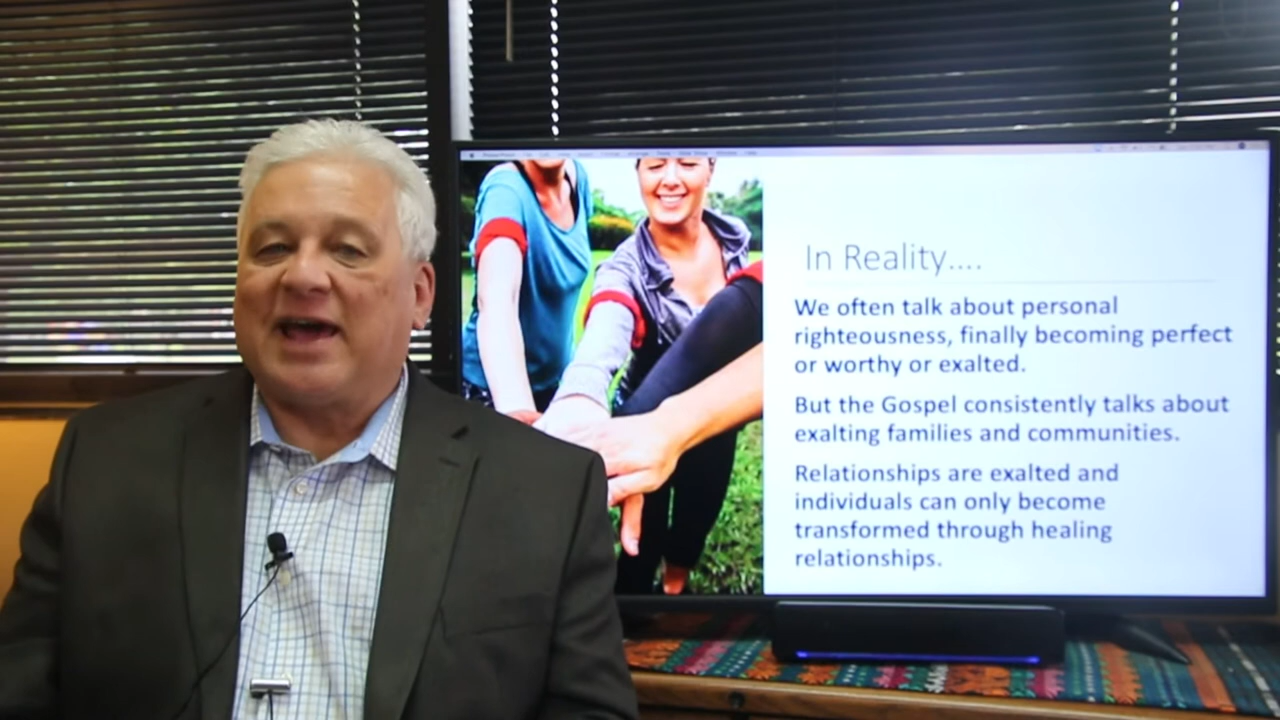 In Reality....
We often talk about personal
righteousness, finally becoming perfect
or worthy or exalted.
But the Gospel consistently talks about
exalting families and communities.
Relationships are exalted and
individuals can only become
transformed through healing
relationships.